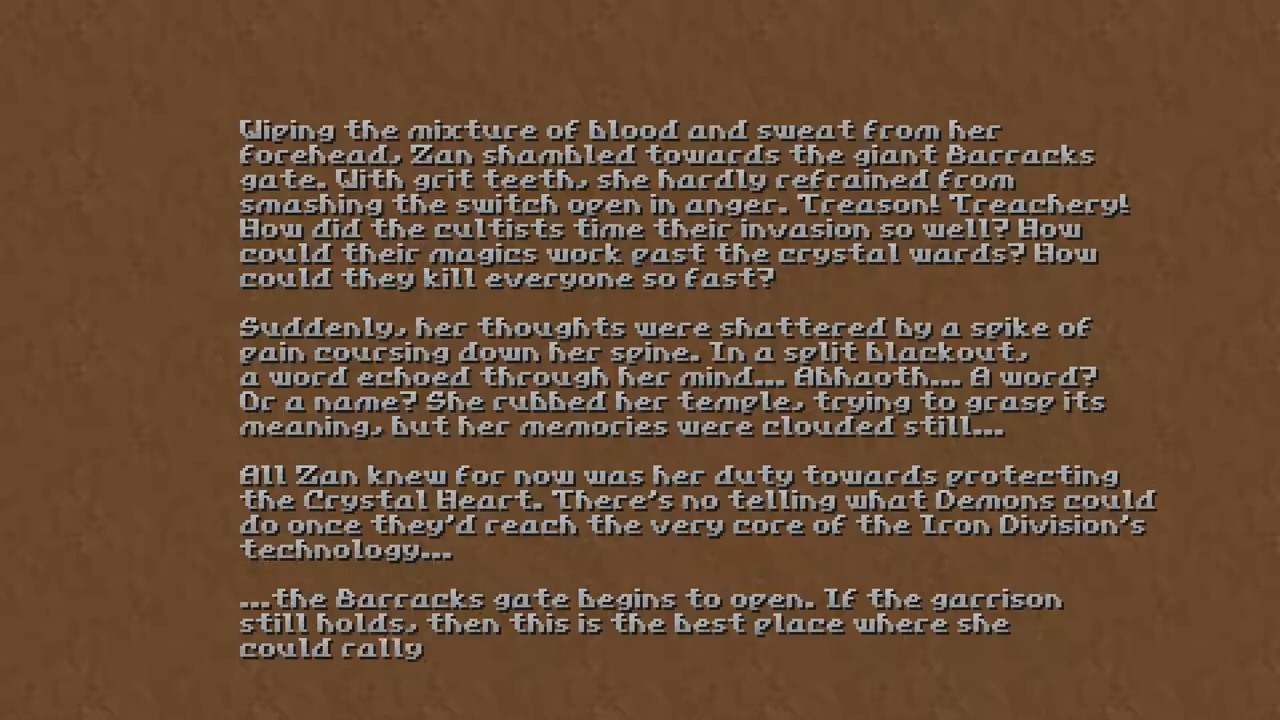 Wiping the mixture of blood and sweat from her
forehead, Zan shambled towards the giant Barracks
gate. With grit teeth, she hardly refrained from
smashing the switch open in anger. Treason! Treachery!
How did the cultists time their invasion so well? How
could their magics work past the crystal wards? How
could they kill everyone so fast?
Suddenly, her thoughts were shattered by a spike of
pain coursing down her spine. In a split blackout,
a word echoed through her mind... Abhaoth... A word?
Or a name? She rubbed her temple, trying to grasp its
meaning, but her memories were clouded still...
All Zan knew for now was her duty towards protecting
the Crystal Heart. There's no telling what Demons could
do once they'd reach the very core of the Iron Division's
technology...
...the Barracks gate begins to open. If the garrison
still holds, then this is the best place where she
could rally